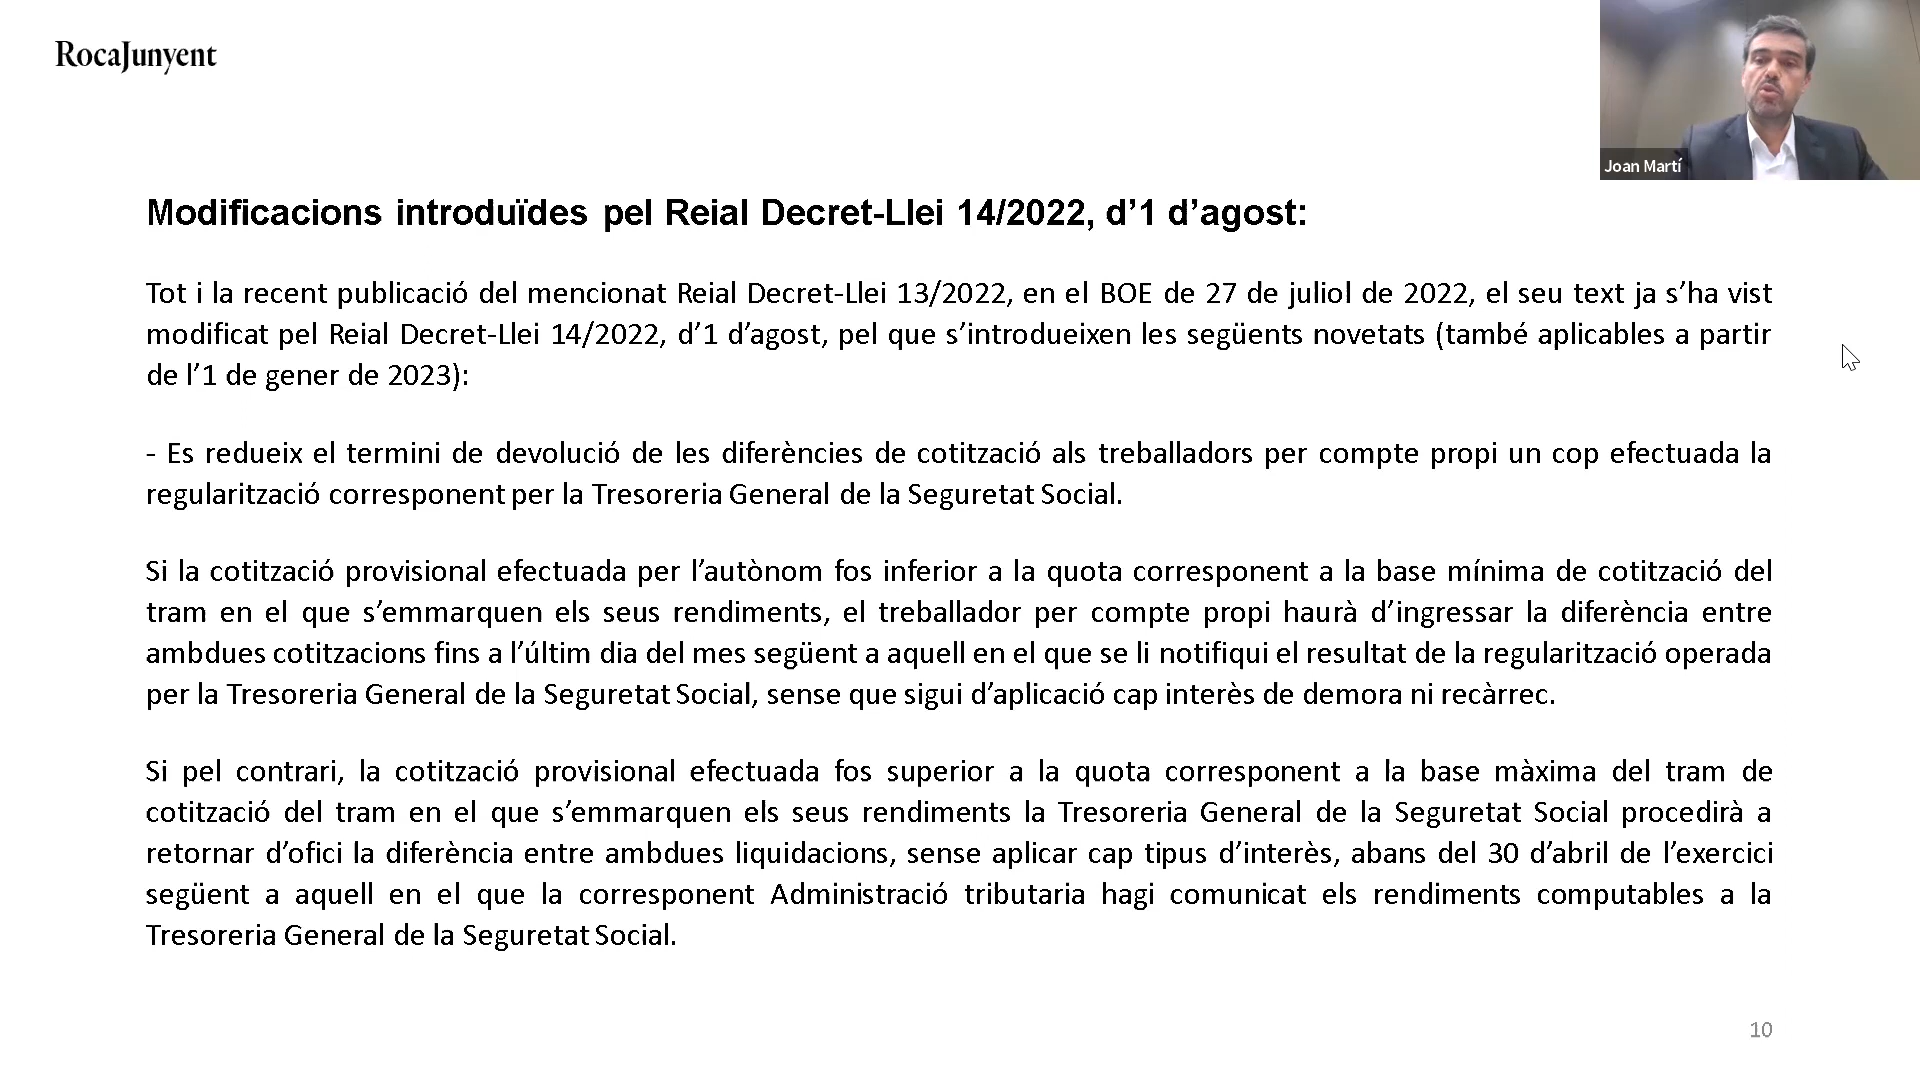 RocaJunyent
Joan Martí
Modificacions introduïdes pel Reial Decret-Llei 14/2022, d’1 d’agost:
Tot i la recent publicació del mencionat Reial Decret-Llei 13/2022, en el BOE de 27 de juliol de 2022, el seu text ja s’ha vist
modificat pel Reial Decret-Llei 14/2022, d’1 d’agost, pel que s’introdueixen les següents novetats (també aplicables a partir
de l’1 de gener de 2023):
- Es redueix el termini de devolució de les diferències de cotització als treballadors per compte propi un cop efectuada la
regularització corresponent per la Tresoreria General de la Seguretat Social.
Si la cotització provisional efectuada per l’autònom fos inferior a la quota corresponent a la base mínima de cotització del
tram en el que s’emmarquen els seus rendiments, el treballador per compte propi haurà d’ingressar la diferència entre
ambdues cotitzacions fins a l’últim dia del mes següent a aquell en el que se li notifiqui el resultat de la regularització operada
per la Tresoreria General de la Seguretat Social, sense que sigui d’aplicació cap interès de demora ni recàrrec.
Si pel contrari, la cotització provisional efectuada fos superior a la quota corresponent a la base màxima del tram de
cotització del tram en el que s’emmarquen els seus rendiments la Tresoreria General de la Seguretat Social procedirà a
retornar d’ofici la diferència entre ambdues liquidacions, sense aplicar cap tipus d’interès, abans del 30 d’abril de l’exercici
següent a aquell en el que la corresponent Administració tributaria hagi comunicat els rendiments computables a la
Tresoreria General de la Seguretat Social.
10